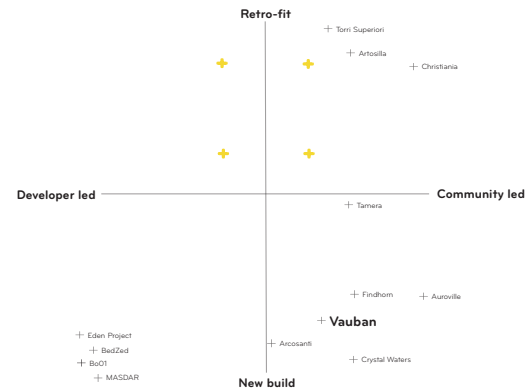 Retro-fit
Torri Superiori
Artosilla
Christiania
Developer led
Community led
Tamera
Findhorn
Auroville
Vauban
Eden Project
Arcosanti
BedZed
Crystal Waters
Bo01
MASDAR
New build